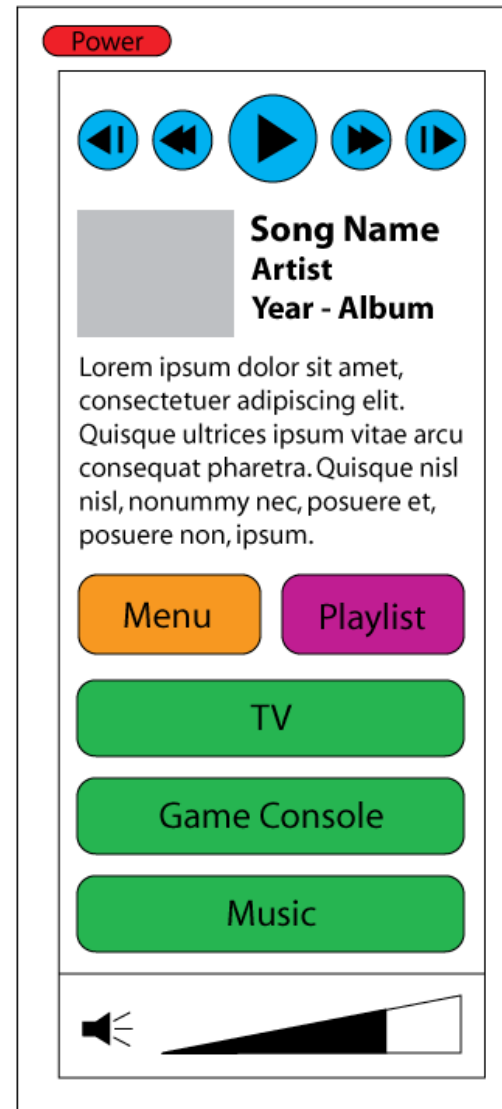 Power
Song Name
Artist
Year - Album
Lorem ipsum dolor sit amet,
consectetuer adipiscing elit.
Quisque ultrices ipsum vitae arcu
consequat pharetra. Quisque nisl
nisl, nonummy nec, posuere et,
posuere non, ipsum.
Menu
Playlist
TV
Game Console
Music